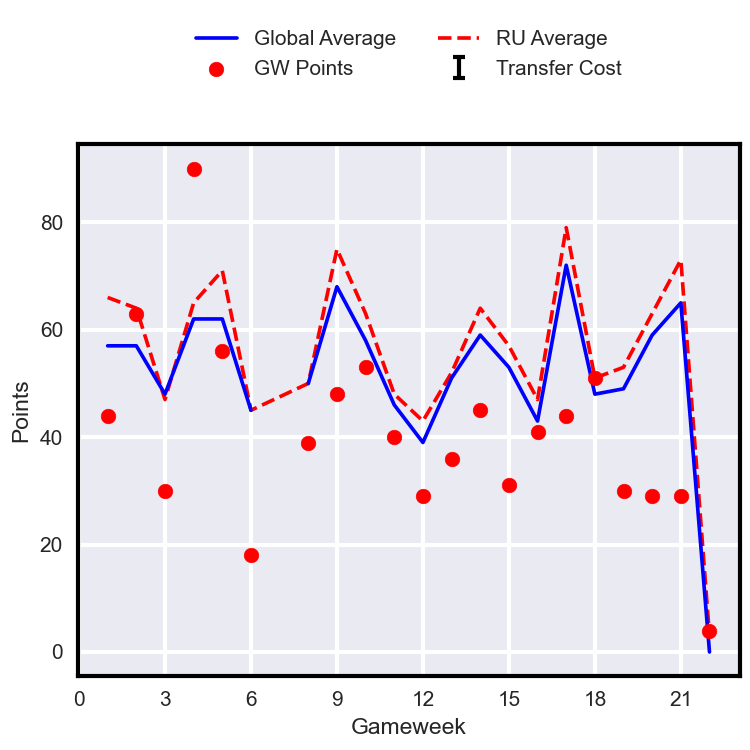 Global Average
RU Average
GW Points
Transfer Cost
Points
80
60
40
20
0
0 3 6 9 12 15 18 21
Gameweek